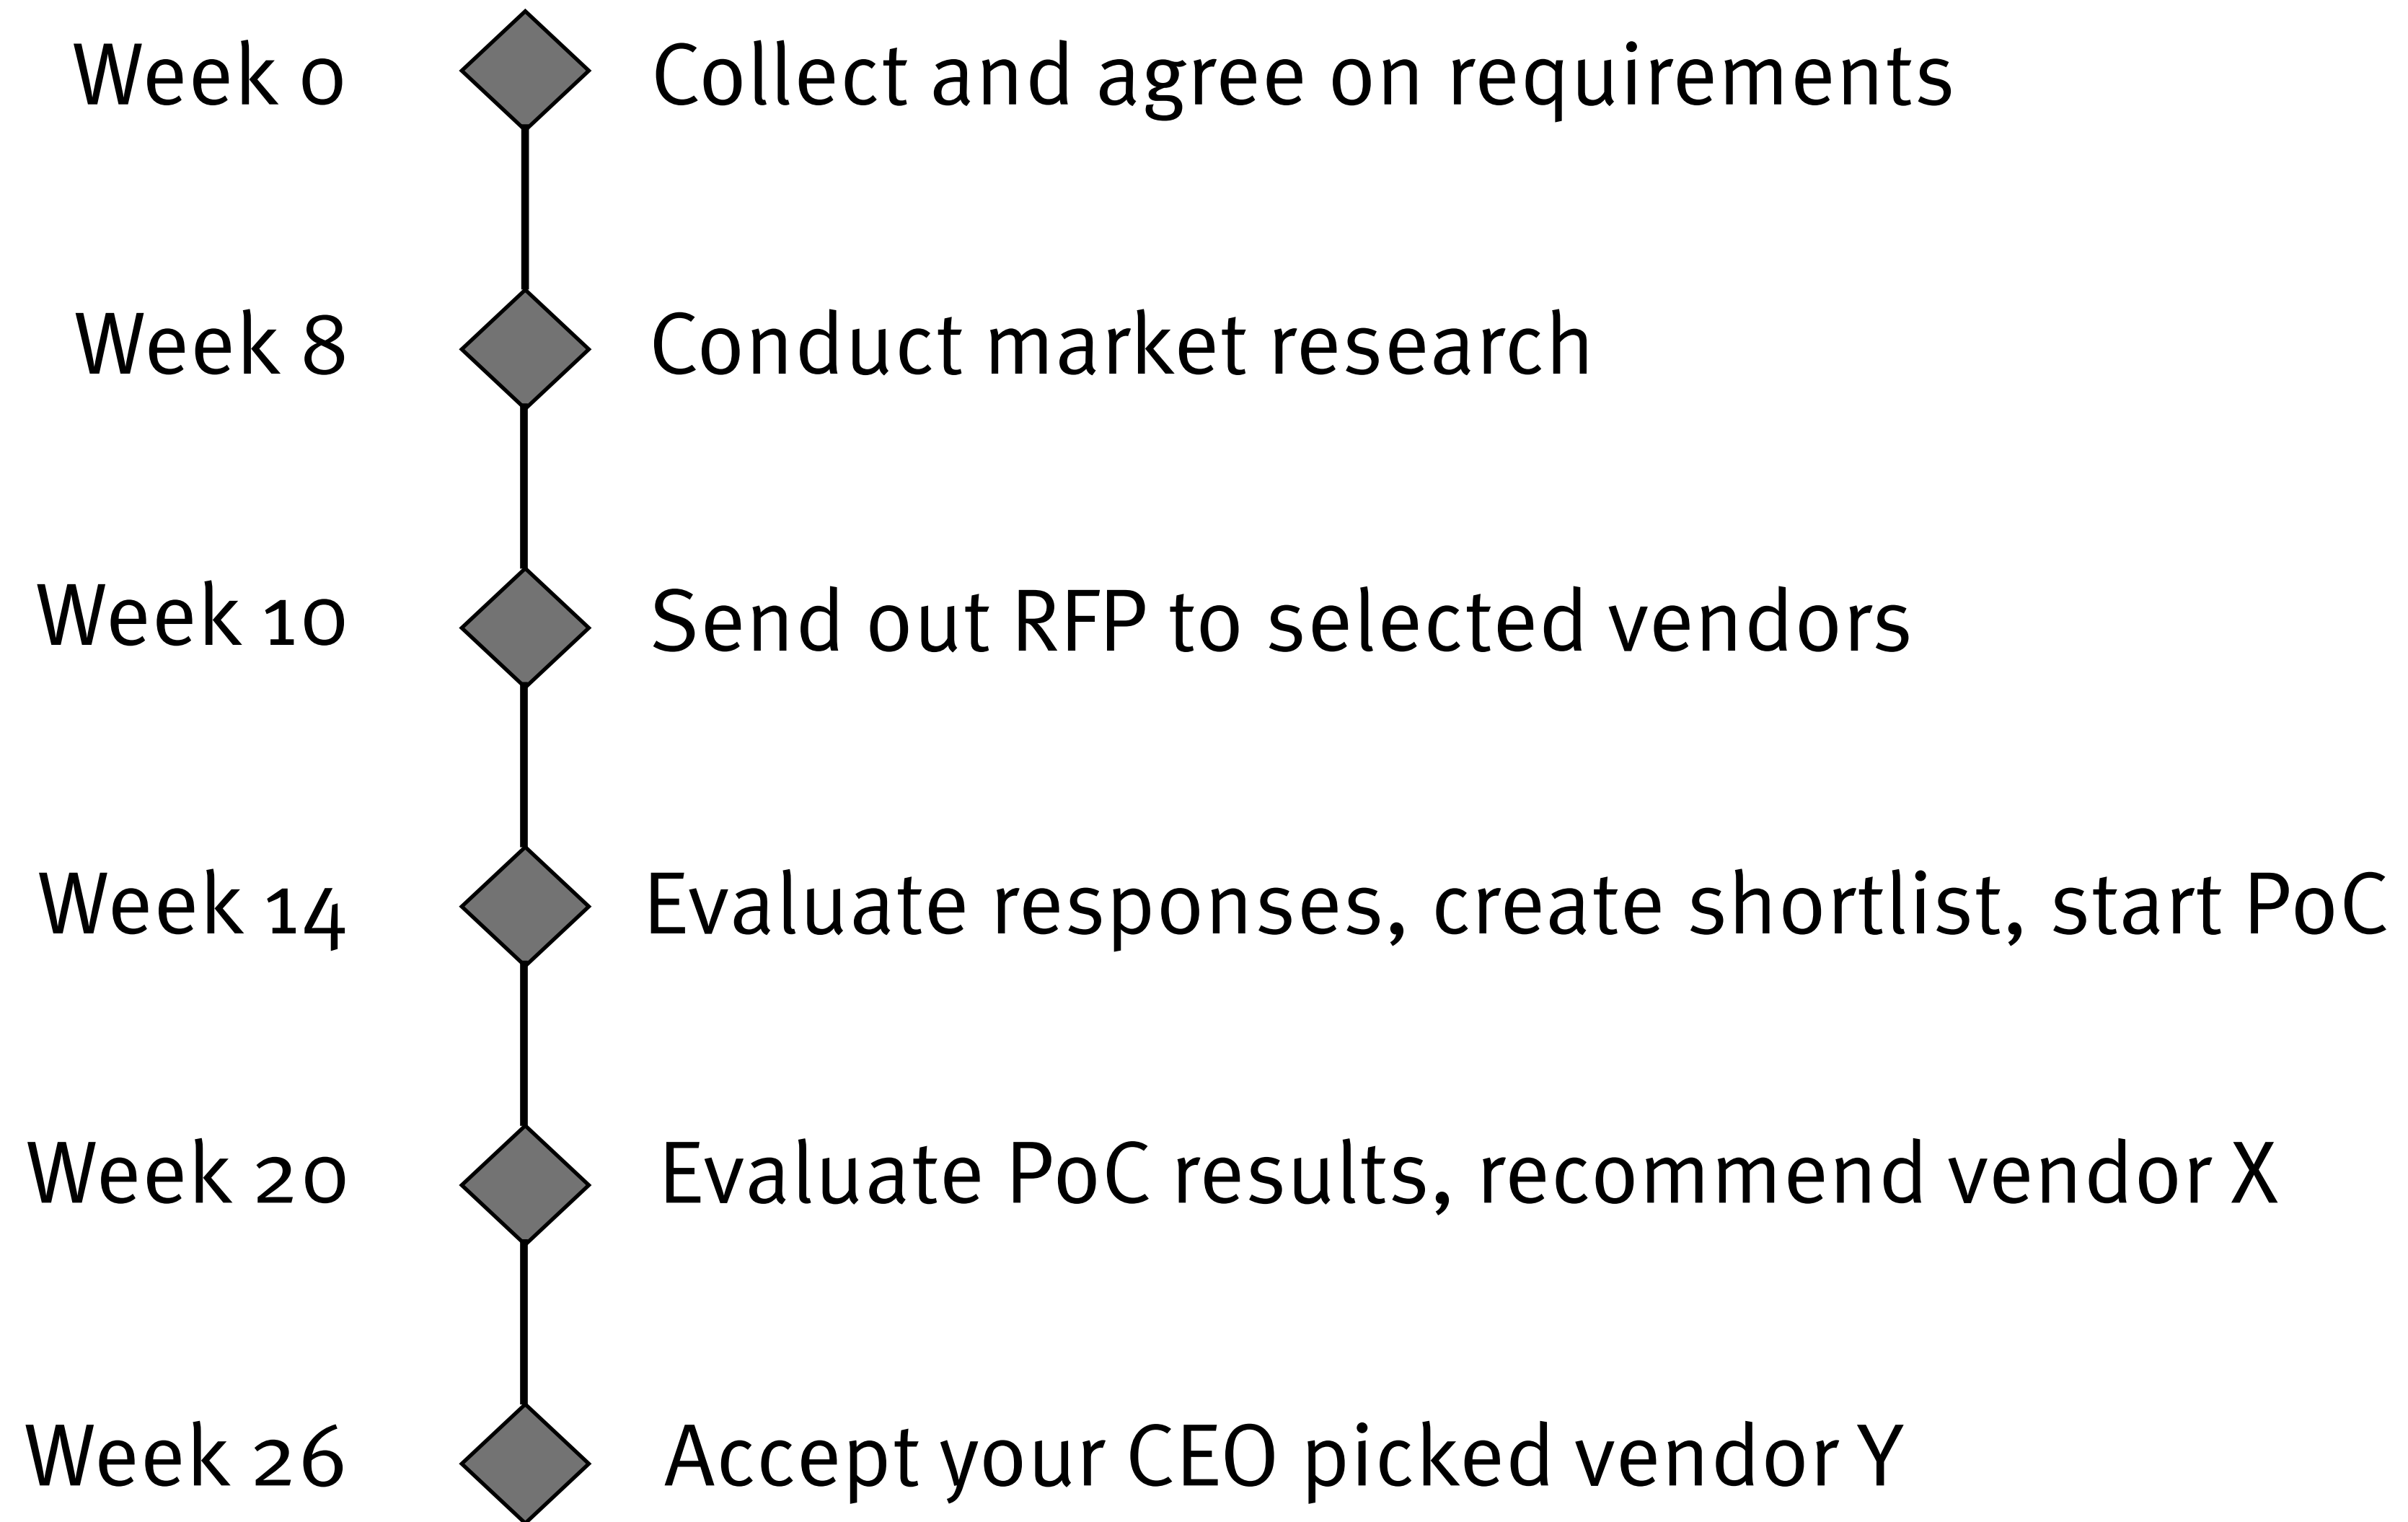 Week 0 Collect and agree on requirements
Week 8 Conduct market research
Week 10 Send out RFP to selected vendors
Week 14 Evaluate responses, create shortlist, start PoC
Week 20 Evaluate PoC results, recommend vendor X
Week 26 Accept your CEO picked vendor Y